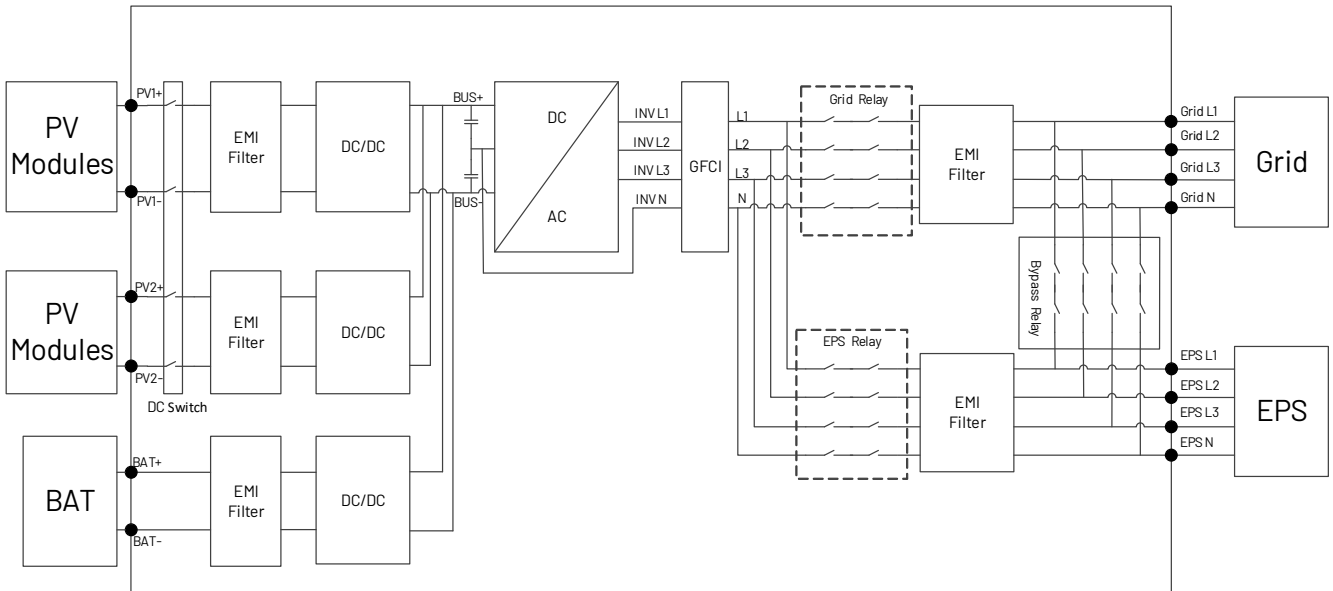 PV
Modules
PV1+
PV1-
EMI
Filter
DC/DC
BUS+
BUS-
DC
AC
INV L1
INV L2
INV L3
INV N
GFCI
L1
L2
L3
N
Grid Relay
EMI
Filter
Grid L1
Grid L2
Grid L3
Grid N
Grid
PV
Modules
PV2+
PV2-
DC Switch
EMI
Filter
DC/DC
Bypass Relay
EPS Relay
EMI
Filter
EPS L1
EPS L2
EPS L3
EPS N
EPS
BAT
BAT+
BAT-
EMI
Filter
DC/DC